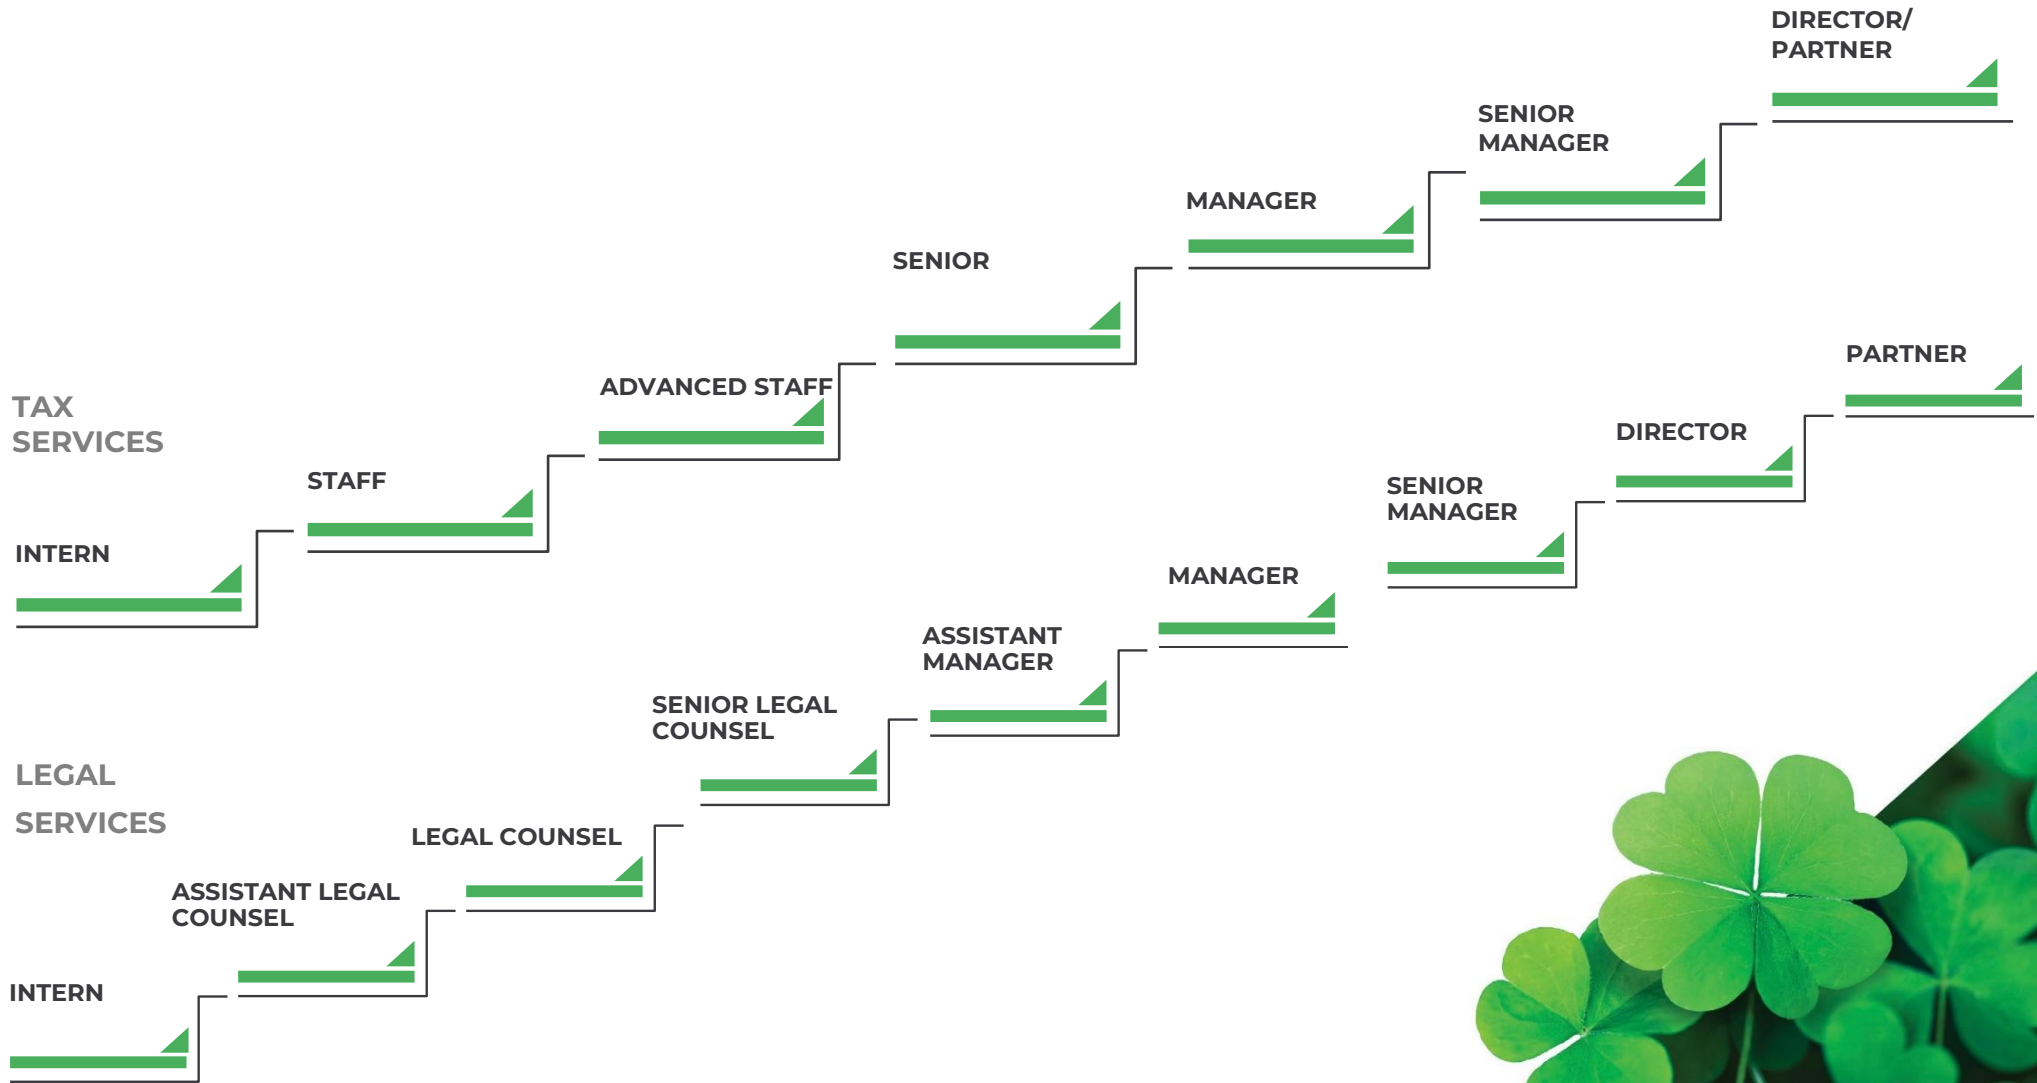 TAX
SERVICES
INTERN
STAFF
ADVANCED STAFF
SENIOR
MANAGER
SENIOR
MANAGER
DIRECTOR/
PARTNER
LEGAL
SERVICES
INTERN
ASSISTANT LEGAL
COUNSEL
LEGAL COUNSEL
SENIOR LEGAL
COUNSEL
ASSISTANT
MANAGER
MANAGER
SENIOR
MANAGER
DIRECTOR
PARTNER